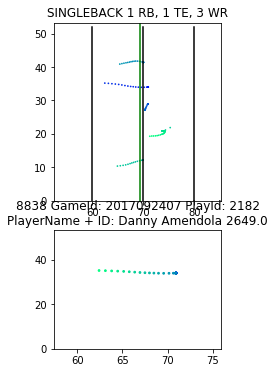 SINGLEBACK 1 RB, 1 TE, 3 WR
50
40
30
20
10
0
60 70 80
8838 GameId: 2017092407 PlayId: 2182
PlayerName + ID: Danny Amendola 2649.0
40
20
0
60 65 70 75